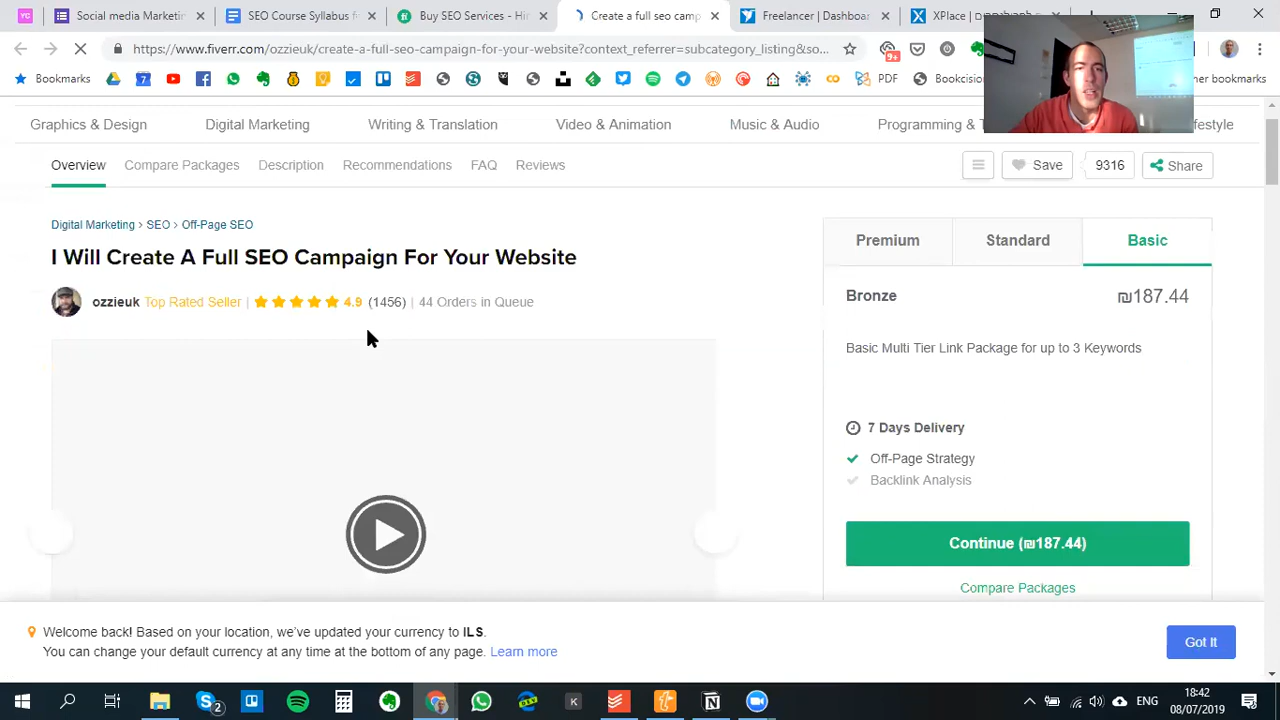 Social Media Marketi
SEO Course Syllabus f
Buy SEO Services - Hir
Create a full seo camp
Freelancer | Dashboar
XPlace | Dashboard
https://www.fiverr.com/ozzieuk/create-a-full-seo-campaign-for-your-website?context_referrer=subcategory_listing&so...
9+
Bookmarks
PDF
Bookcision
her bookmarks
Graphics & Design
Digital Marketing
Writing & Translation
Video & Animation
Music & Audio
Programming & T
festyle
Overview
Compare Packages
Description
Recommendations
FAQ
Reviews
Save
9316
Share
Digital Marketing > SEO > Off-Page SEO
I Will Create A Full SEO Campaign For Your Website
ozzieuk Top Rated Seller | 4.9 (1456) | 44 Orders in Queue
Premium
Standard
Basic
Bronze
₪187.44
Basic Multi Tier Link Package for up to 3 Keywords
7 Days Delivery
Off-Page Strategy
Backlink Analysis
Continue (₪187.44)
Compare Packages
Welcome back! Based on your location, we've updated your currency to ILS.
You can change your default currency at any time at the bottom of any page. Learn more
Got It
2
ENG
18:42
08/07/2019